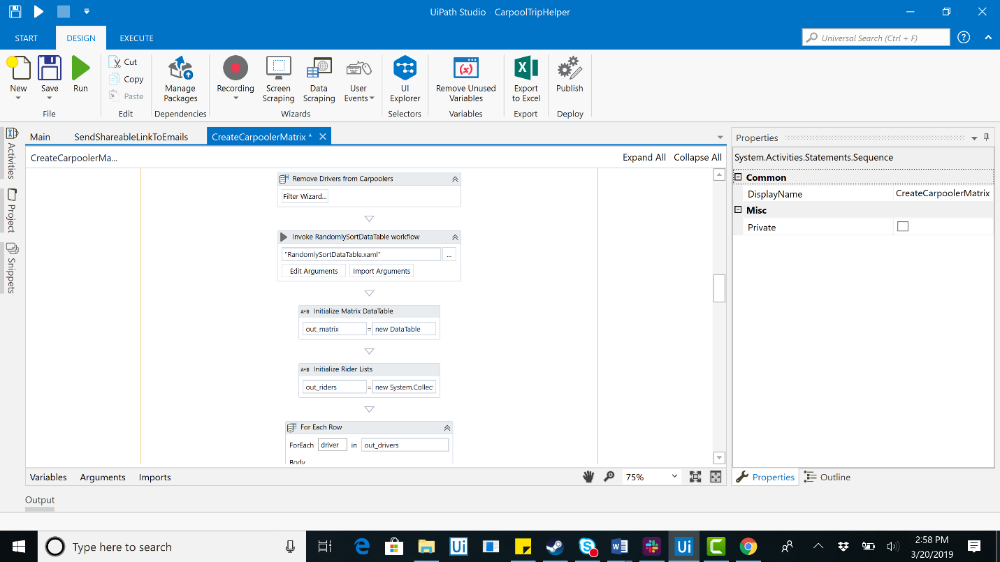 UiPath Studio - CarpoolTripHelper
START DESIGN EXECUTE
Universal Search (Ctrl + F)
New Save Run
File
Cut
Copy
Paste
Edit
Manage Packages
Dependencies
Recording
Screen Scraping
Data Scraping
User Events
Wizards
UI Explorer
Selectors
Remove Unused Variables
Variables
Export to Excel
Export
Publish
Deploy
Activities
Project
Snippets
Main SendShareableLinkToEmails CreateCarpoolerMatrix *
CreateCarpoolerMa... Expand All Collapse All
Remove Drivers from Carpoolers
Filter Wizard...
Invoke RandomlySortDataTable workflow
"RandomlySortDataTable.xaml" ...
Edit Arguments Import Arguments
A*B Initialize Matrix DataTable
out_matrix = new DataTable
A*B Initialize Rider Lists
out_riders = new System.Collect
For Each Row
ForEach driver in out_drivers
Body
Variables Arguments Imports 75%
Output
Properties
System.Activities.Statements.Sequence
Common
DisplayName CreateCarpoolerMatrix
Misc
Private
Properties Outline
Type here to search
2:58 PM
3/20/2019